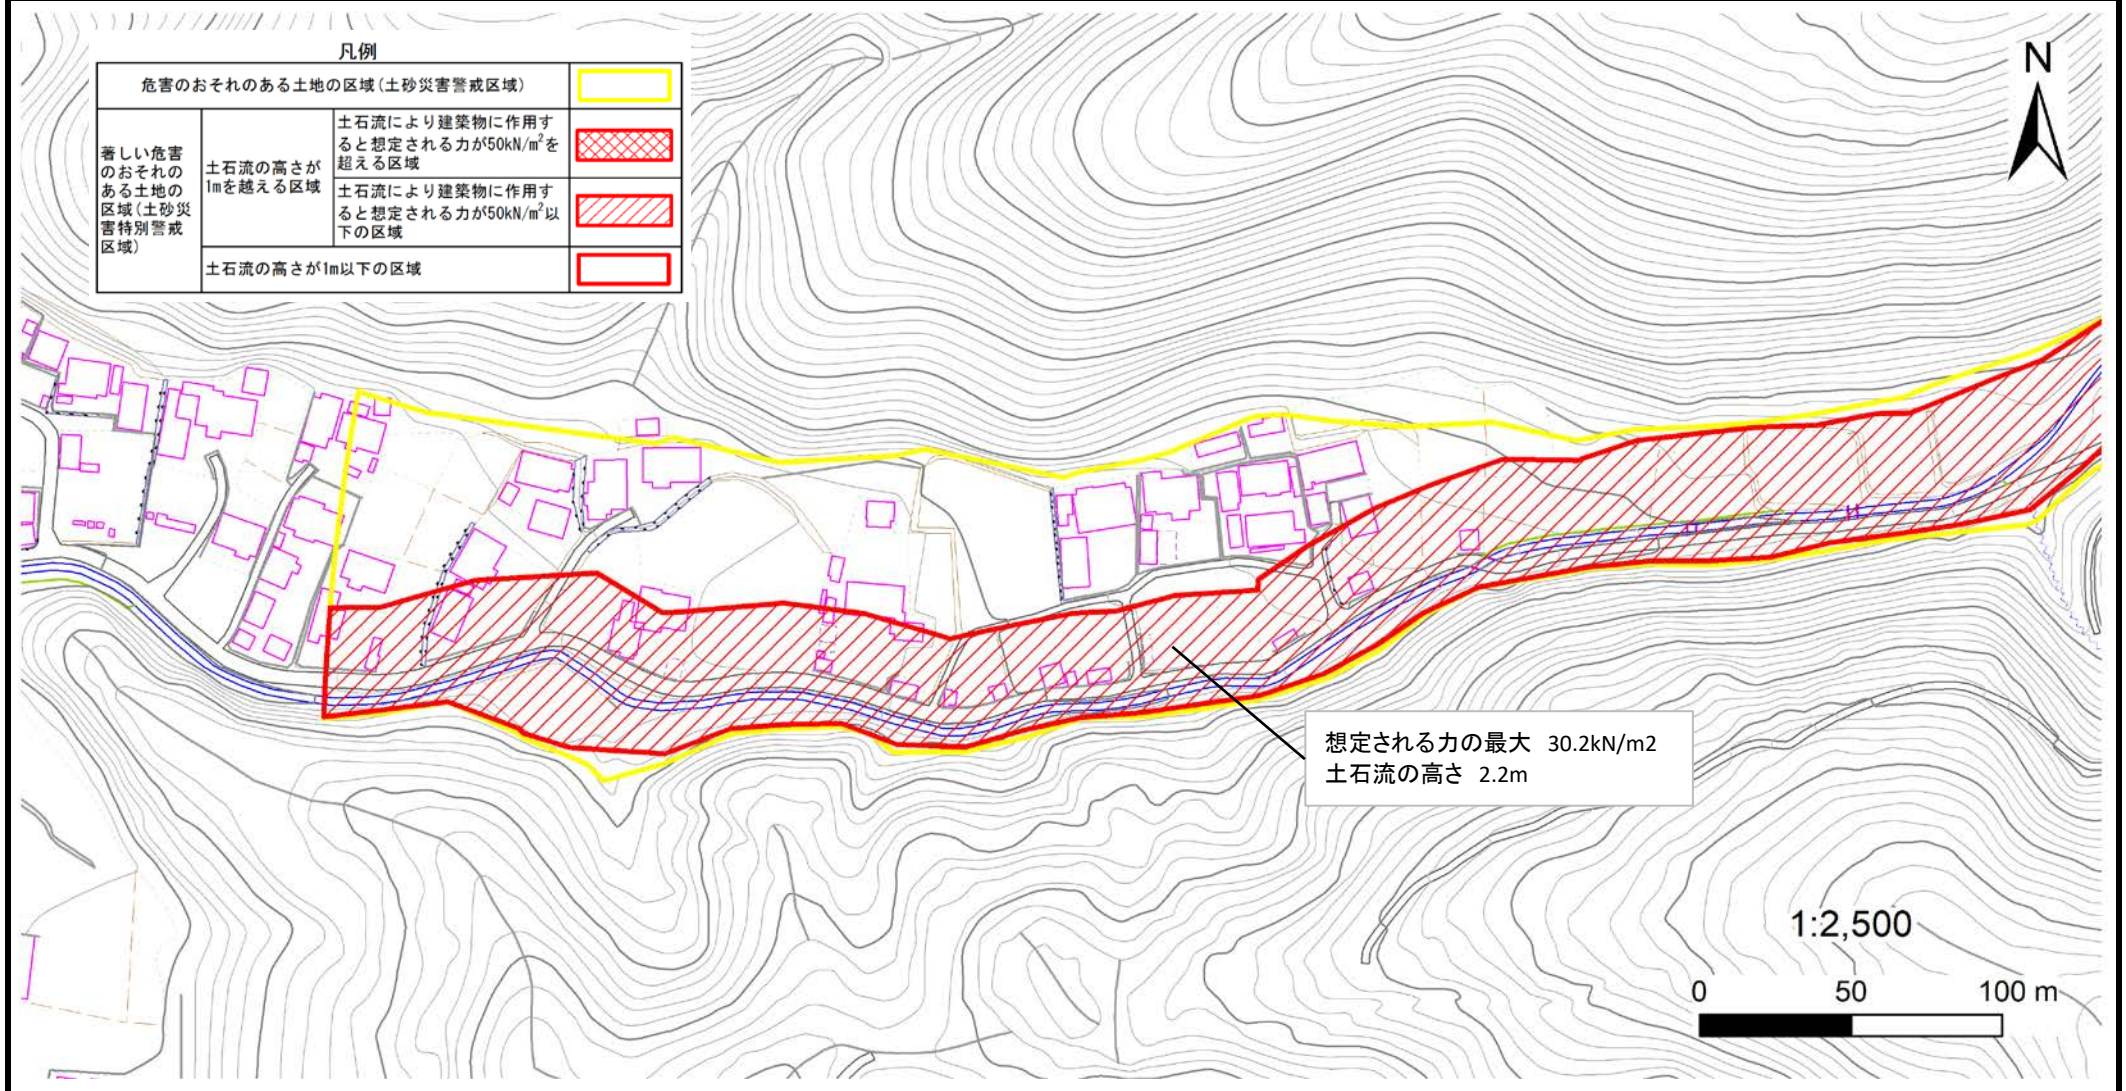 凡例
危害のおそれのある土地の区域(土砂災害警戒区域)
著しい危害
のおそれの
ある土地の
区域(土砂災
害特別警戒
区域)
土石流の高さが
1mを越える区域
土石流により建築物に作用す
ると想定される力が50kN/㎡を
超える区域
土石流により建築物に作用す
ると想定される力が50kN/㎡以
下の区域
土石流の高さが1m以下の区域
N
想定される力の最大 30.2kN/m2
土石流の高さ 2.2m
1:2,500
0 50 100 m